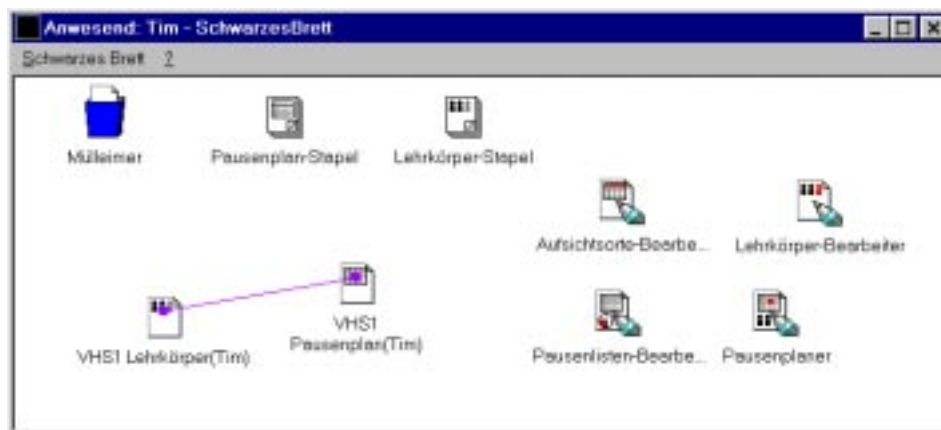 Anwesend: Tim - SchwarzesBrett
Schwarzes Brett ?
Mülleimer
Pausenplan-Stapel
Lehrkörper-Stapel
Aufsichtsorte-Bearbe...
Lehrkörper-Bearbeiter
VHS1 Lehrkörper(Tim)
VHS1
Pausenplan(Tim)
Pausenlisten-Bearbe...
Pausenplaner